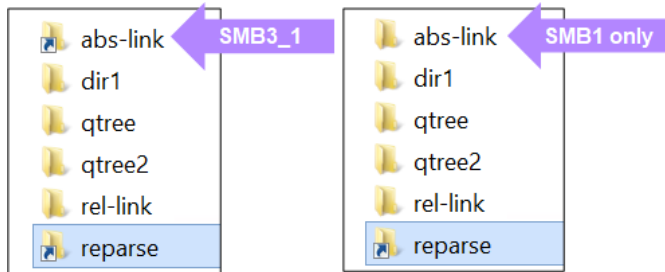 abs-link
SMB3_1
dir1
qtree
qtree2
rel-link
reparse
abs-link
SMB1 only
dir1
qtree
qtree2
rel-link
reparse